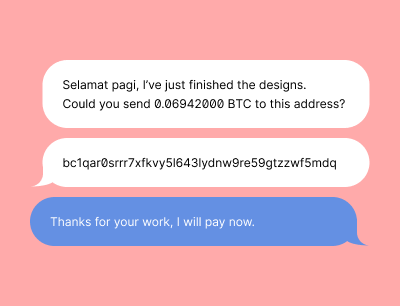 Selamat pagi, I’ve just finished the designs.
Could you send 0.06942000 BTC to this address?
bc1qar0srrr7xfkvy5l643lydnw9re59gtzzwf5mdq
Thanks for your work, I will pay now.